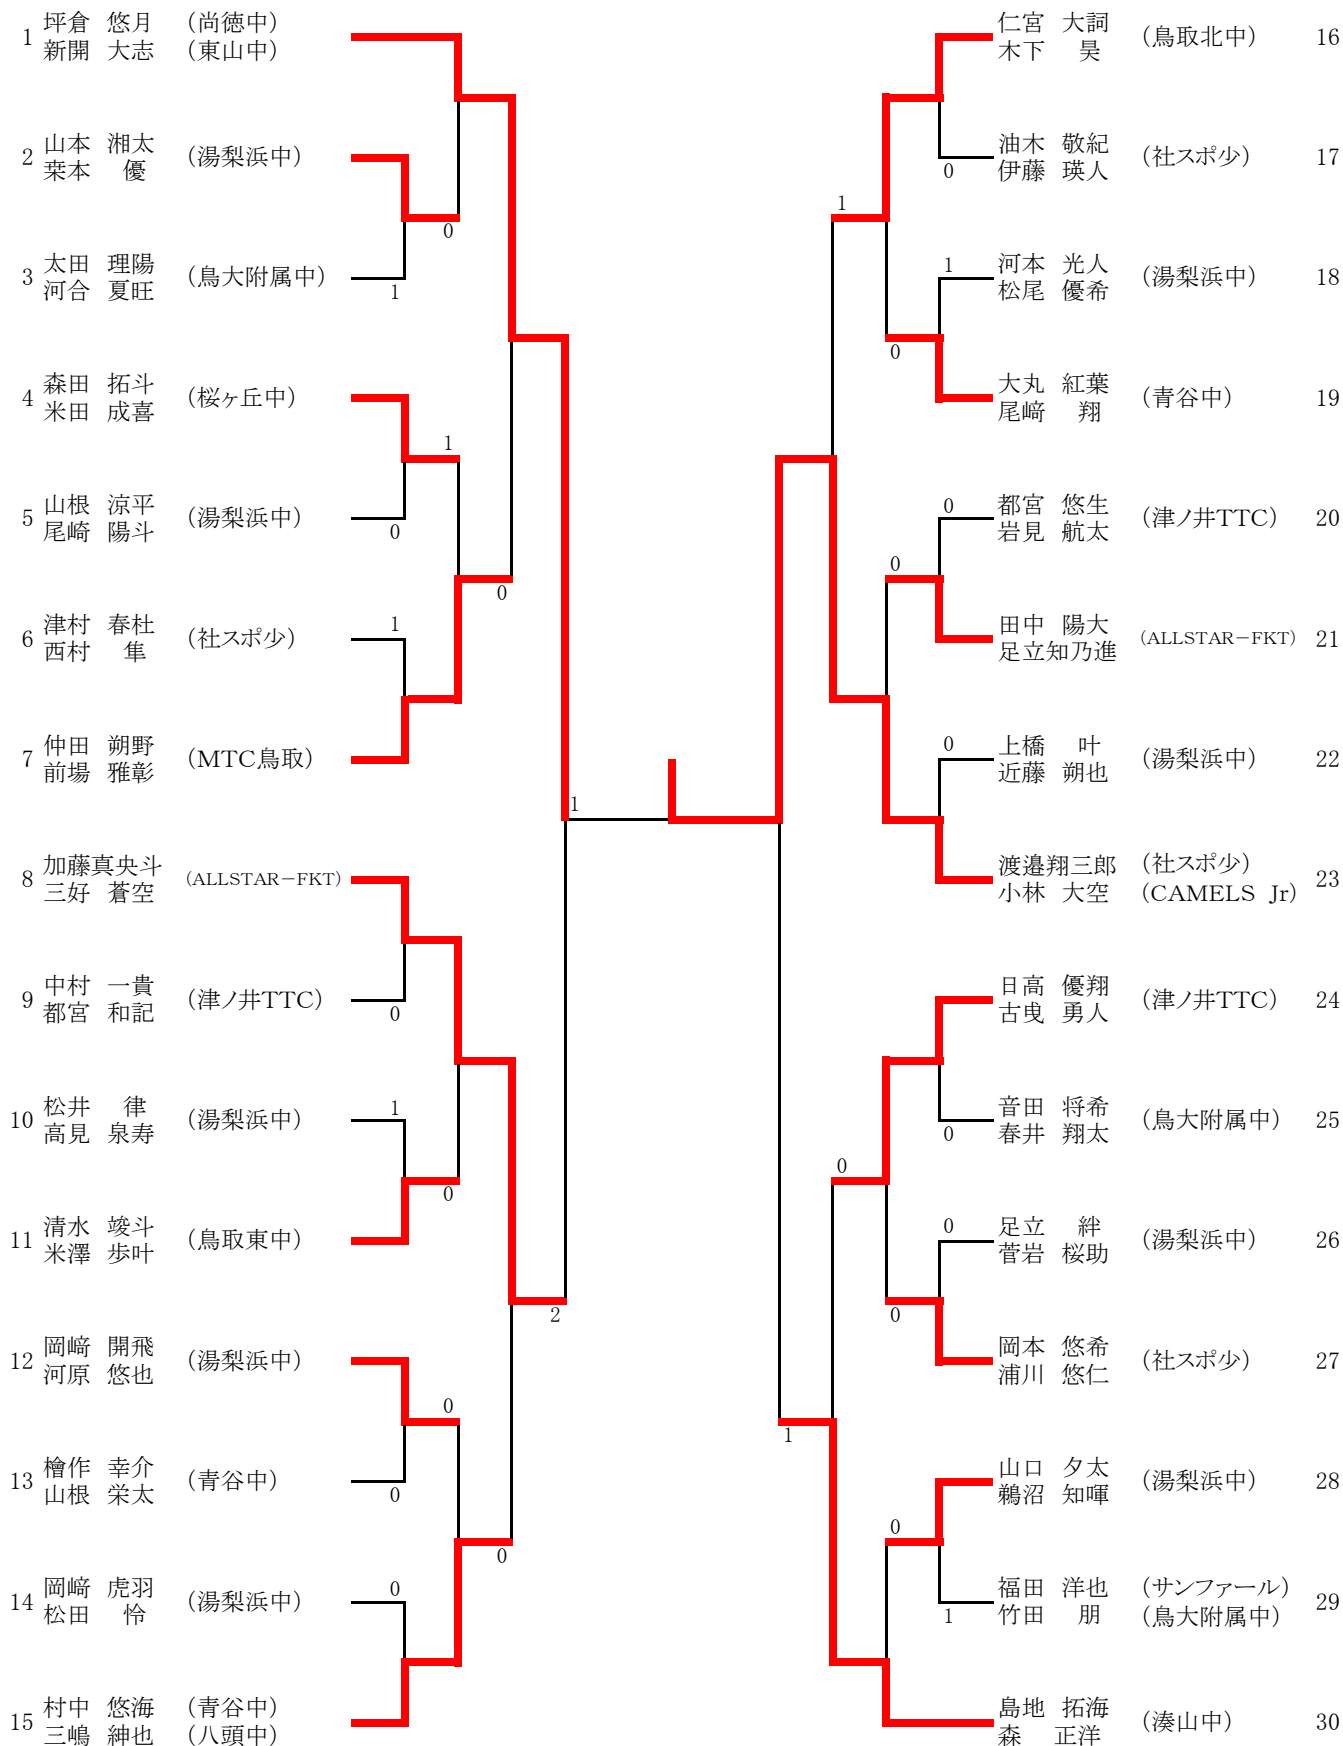 1 坪倉 悠月 (尚徳中)
新開 大志 (東山中)
2 山本 湘太 (湯梨浜中)
桒本 優
0
3 太田 理陽 (鳥大附属中)
河合 夏旺
1
4 森田 拓斗 (桜ヶ丘中)
米田 成喜
1
5 山根 涼平 (湯梨浜中)
尾崎 陽斗
0
0
6 津村 春杜 (社スポ少)
西村 隼
1
7 仲田 朔野 (MTC鳥取)
前場 雅彰
1
8 加藤真央斗 (ALLSTAR−FKT)
三好 蒼空
9 中村 一貴 (津ノ井TTC)
都宮 和記
0
10 松井 律 (湯梨浜中)
高見 泉寿
1
0
11 清水 竣斗 (鳥取東中)
米澤 歩叶
2
12 岡﨑 開飛 (湯梨浜中)
河原 悠也
0
13 檜作 幸介 (青谷中)
山根 栄太
0
0
14 岡﨑 虎羽 (湯梨浜中)
松田 怜
0
15 村中 悠海 (青谷中)
三嶋 紳也 (八頭中)
仁宮 大詞 (鳥取北中) 16
木下 昊
油木 敬紀 (社スポ少) 17
伊藤 瑛人
0
1
河本 光人 (湯梨浜中) 18
松尾 優希
1
0
大丸 紅葉 (青谷中) 19
尾﨑 翔
都宮 悠生 (津ノ井TTC) 20
岩見 航太
0
0
田中 陽大 (ALLSTAR−FKT) 21
足立知乃進
上橋 叶 (湯梨浜中) 22
近藤 朔也
0
渡邉翔三郎 (社スポ少) 23
小林 大空 (CAMELS Jr)
日高 優翔 (津ノ井TTC) 24
古曵 勇人
音田 将希 (鳥大附属中) 25
春井 翔太
0
0
足立 絆 (湯梨浜中) 26
菅岩 桜助
0
0
岡本 悠希 (社スポ少) 27
浦川 悠仁
1
山口 夕太 (湯梨浜中) 28
鵜沼 知暉
0
福田 洋也 (サンファール) 29
竹田 朋 (鳥大附属中)
1
島地 拓海 (湊山中) 30
森 正洋